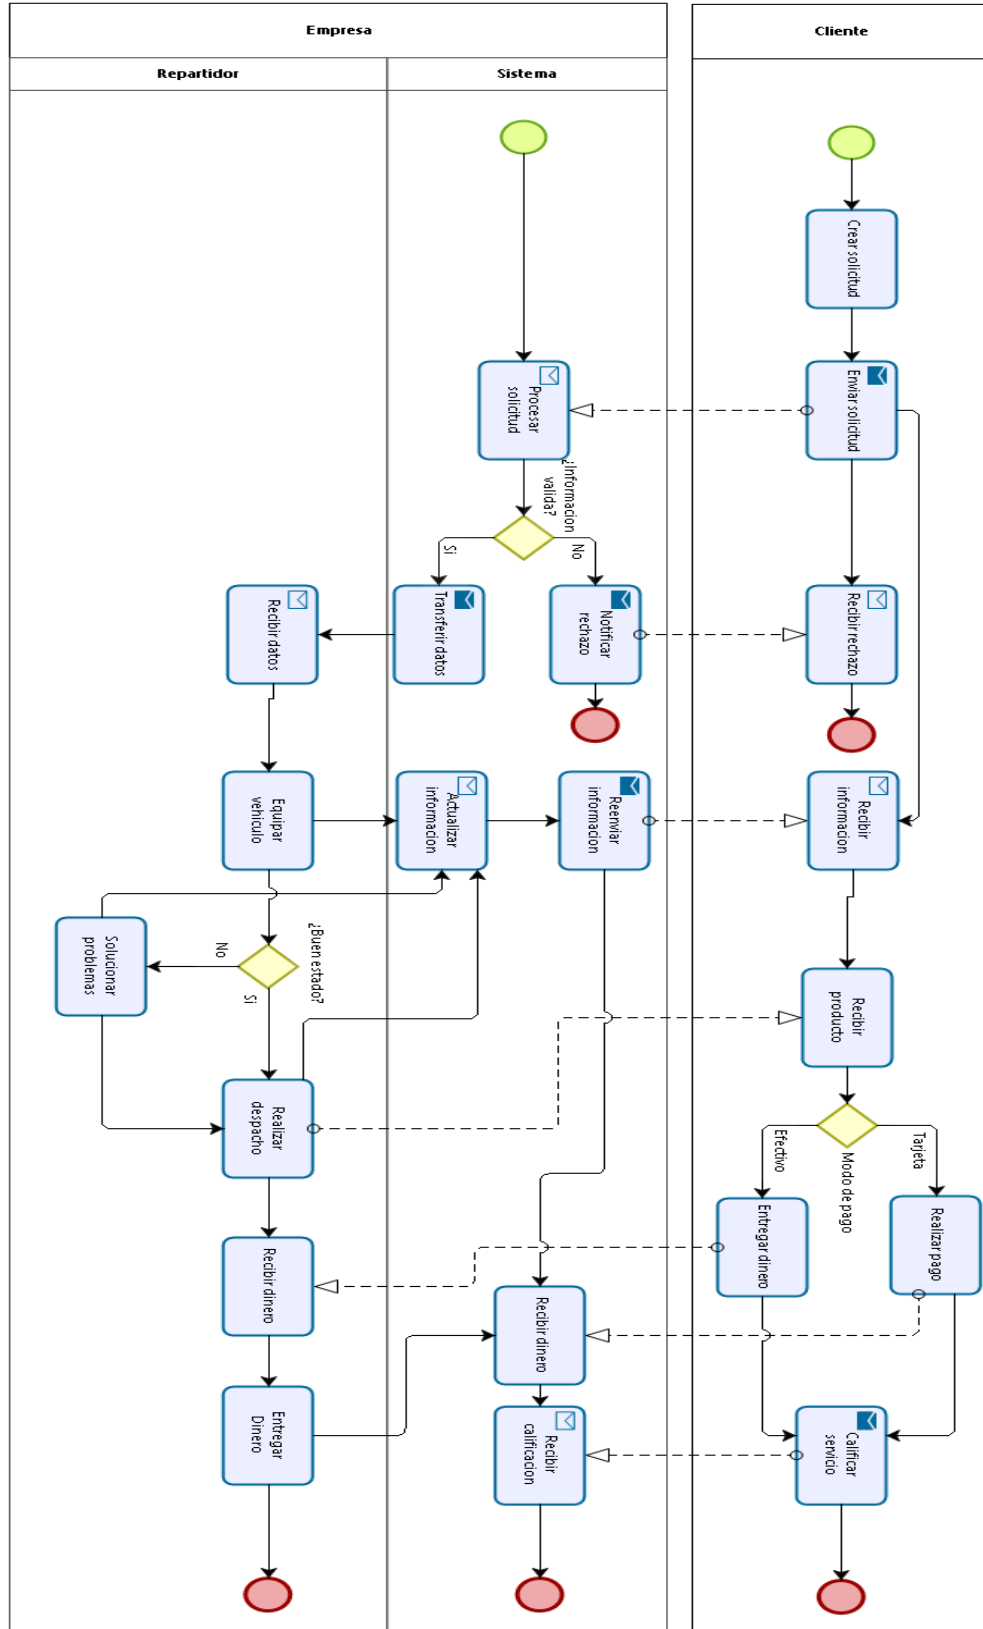 Empresa
Cliente
Repartidor
Sistema
Crear solicitud
Enviar solicitud
Procesar
solicitud
¿Informacion
valida?
No
Si
Recibir datos
Transferir datos
Notificar
rechazo
Recibir rechazo
Equipar
vehiculo
Actualizar
informacion
Reenviar
informacion
Recibir
informacion
¿Buen estado?
No
Si
Solucionar
problemas
Recibir
producto
Realizar
despacho
Modo de pago
Efectivo
Tarjeta
Entregar dinero
Realizar pago
Recibir dinero
Recibir dinero
Entregar
Dinero
Recibir
calificacion
Calificar
servicio